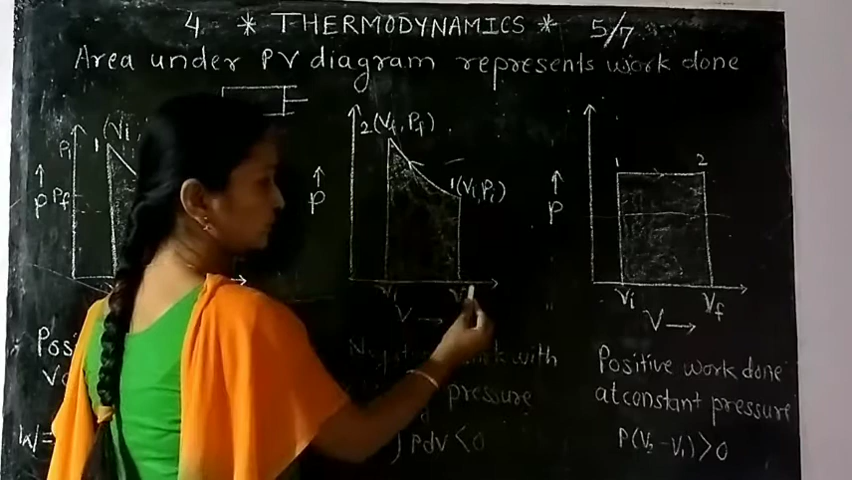 4 * THERMODYNAMICS * 5/7
Area under PV diagram represents work done
1 (Vi
Pi
P
Pf
2 (Vf, Pf)
1 (Vi, Pi)
P
Vi
V
1
2
P
Vi
Vf
V
with
pressure
∫ PdV < 0
Positive work done
at constant pressure
P(V2 - V1) > 0
W =